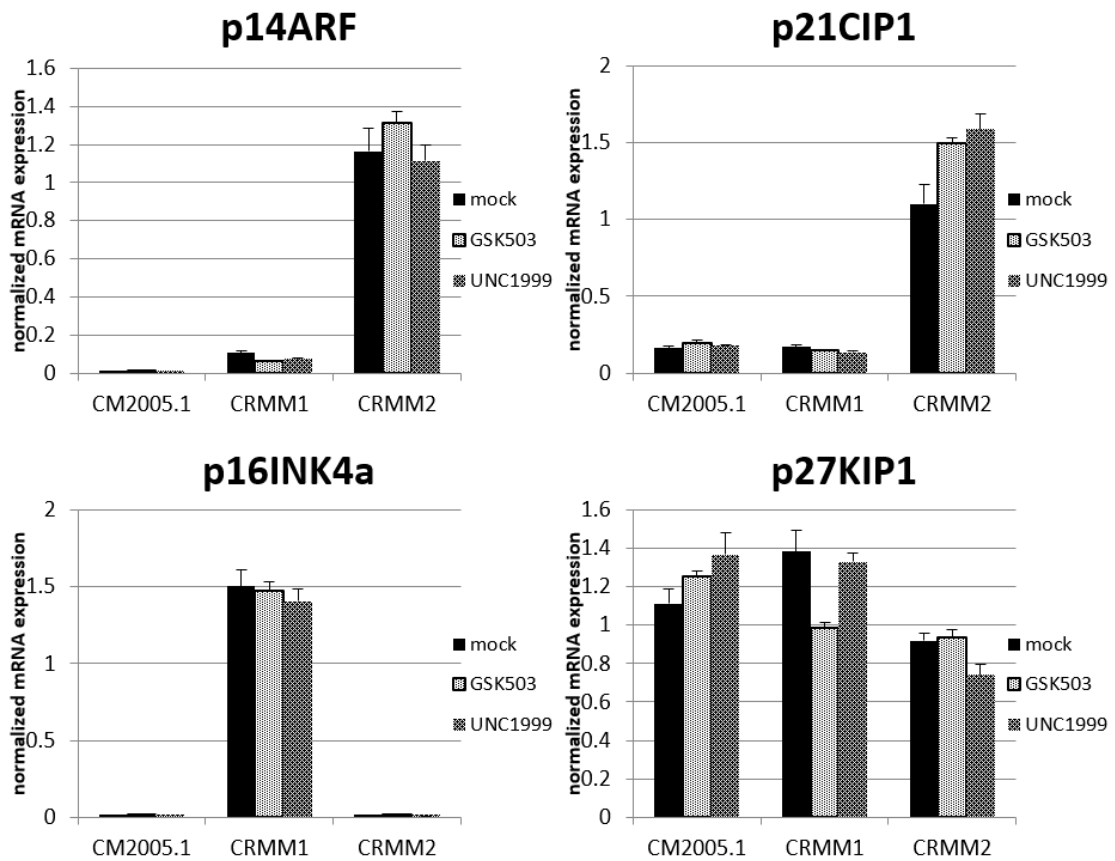 p14ARF
normalized mRNA expression
1.6
1.4
1.2
1
0.8
0.6
0.4
0.2
0
CM2005.1 CRMM1 CRMM2
mock
GSK503
UNC1999
p21CIP1
normalized mRNA expression
2
1.5
1
0.5
0
CM2005.1 CRMM1 CRMM2
mock
GSK503
UNC1999
p16INK4a
normalized mRNA expression
2
1.5
1
0.5
0
CM2005.1 CRMM1 CRMM2
mock
GSK503
UNC1999
p27KIP1
normalized mRNA expression
1.6
1.4
1.2
1
0.8
0.6
0.4
0.2
0
CM2005.1 CRMM1 CRMM2
mock
GSK503
UNC1999